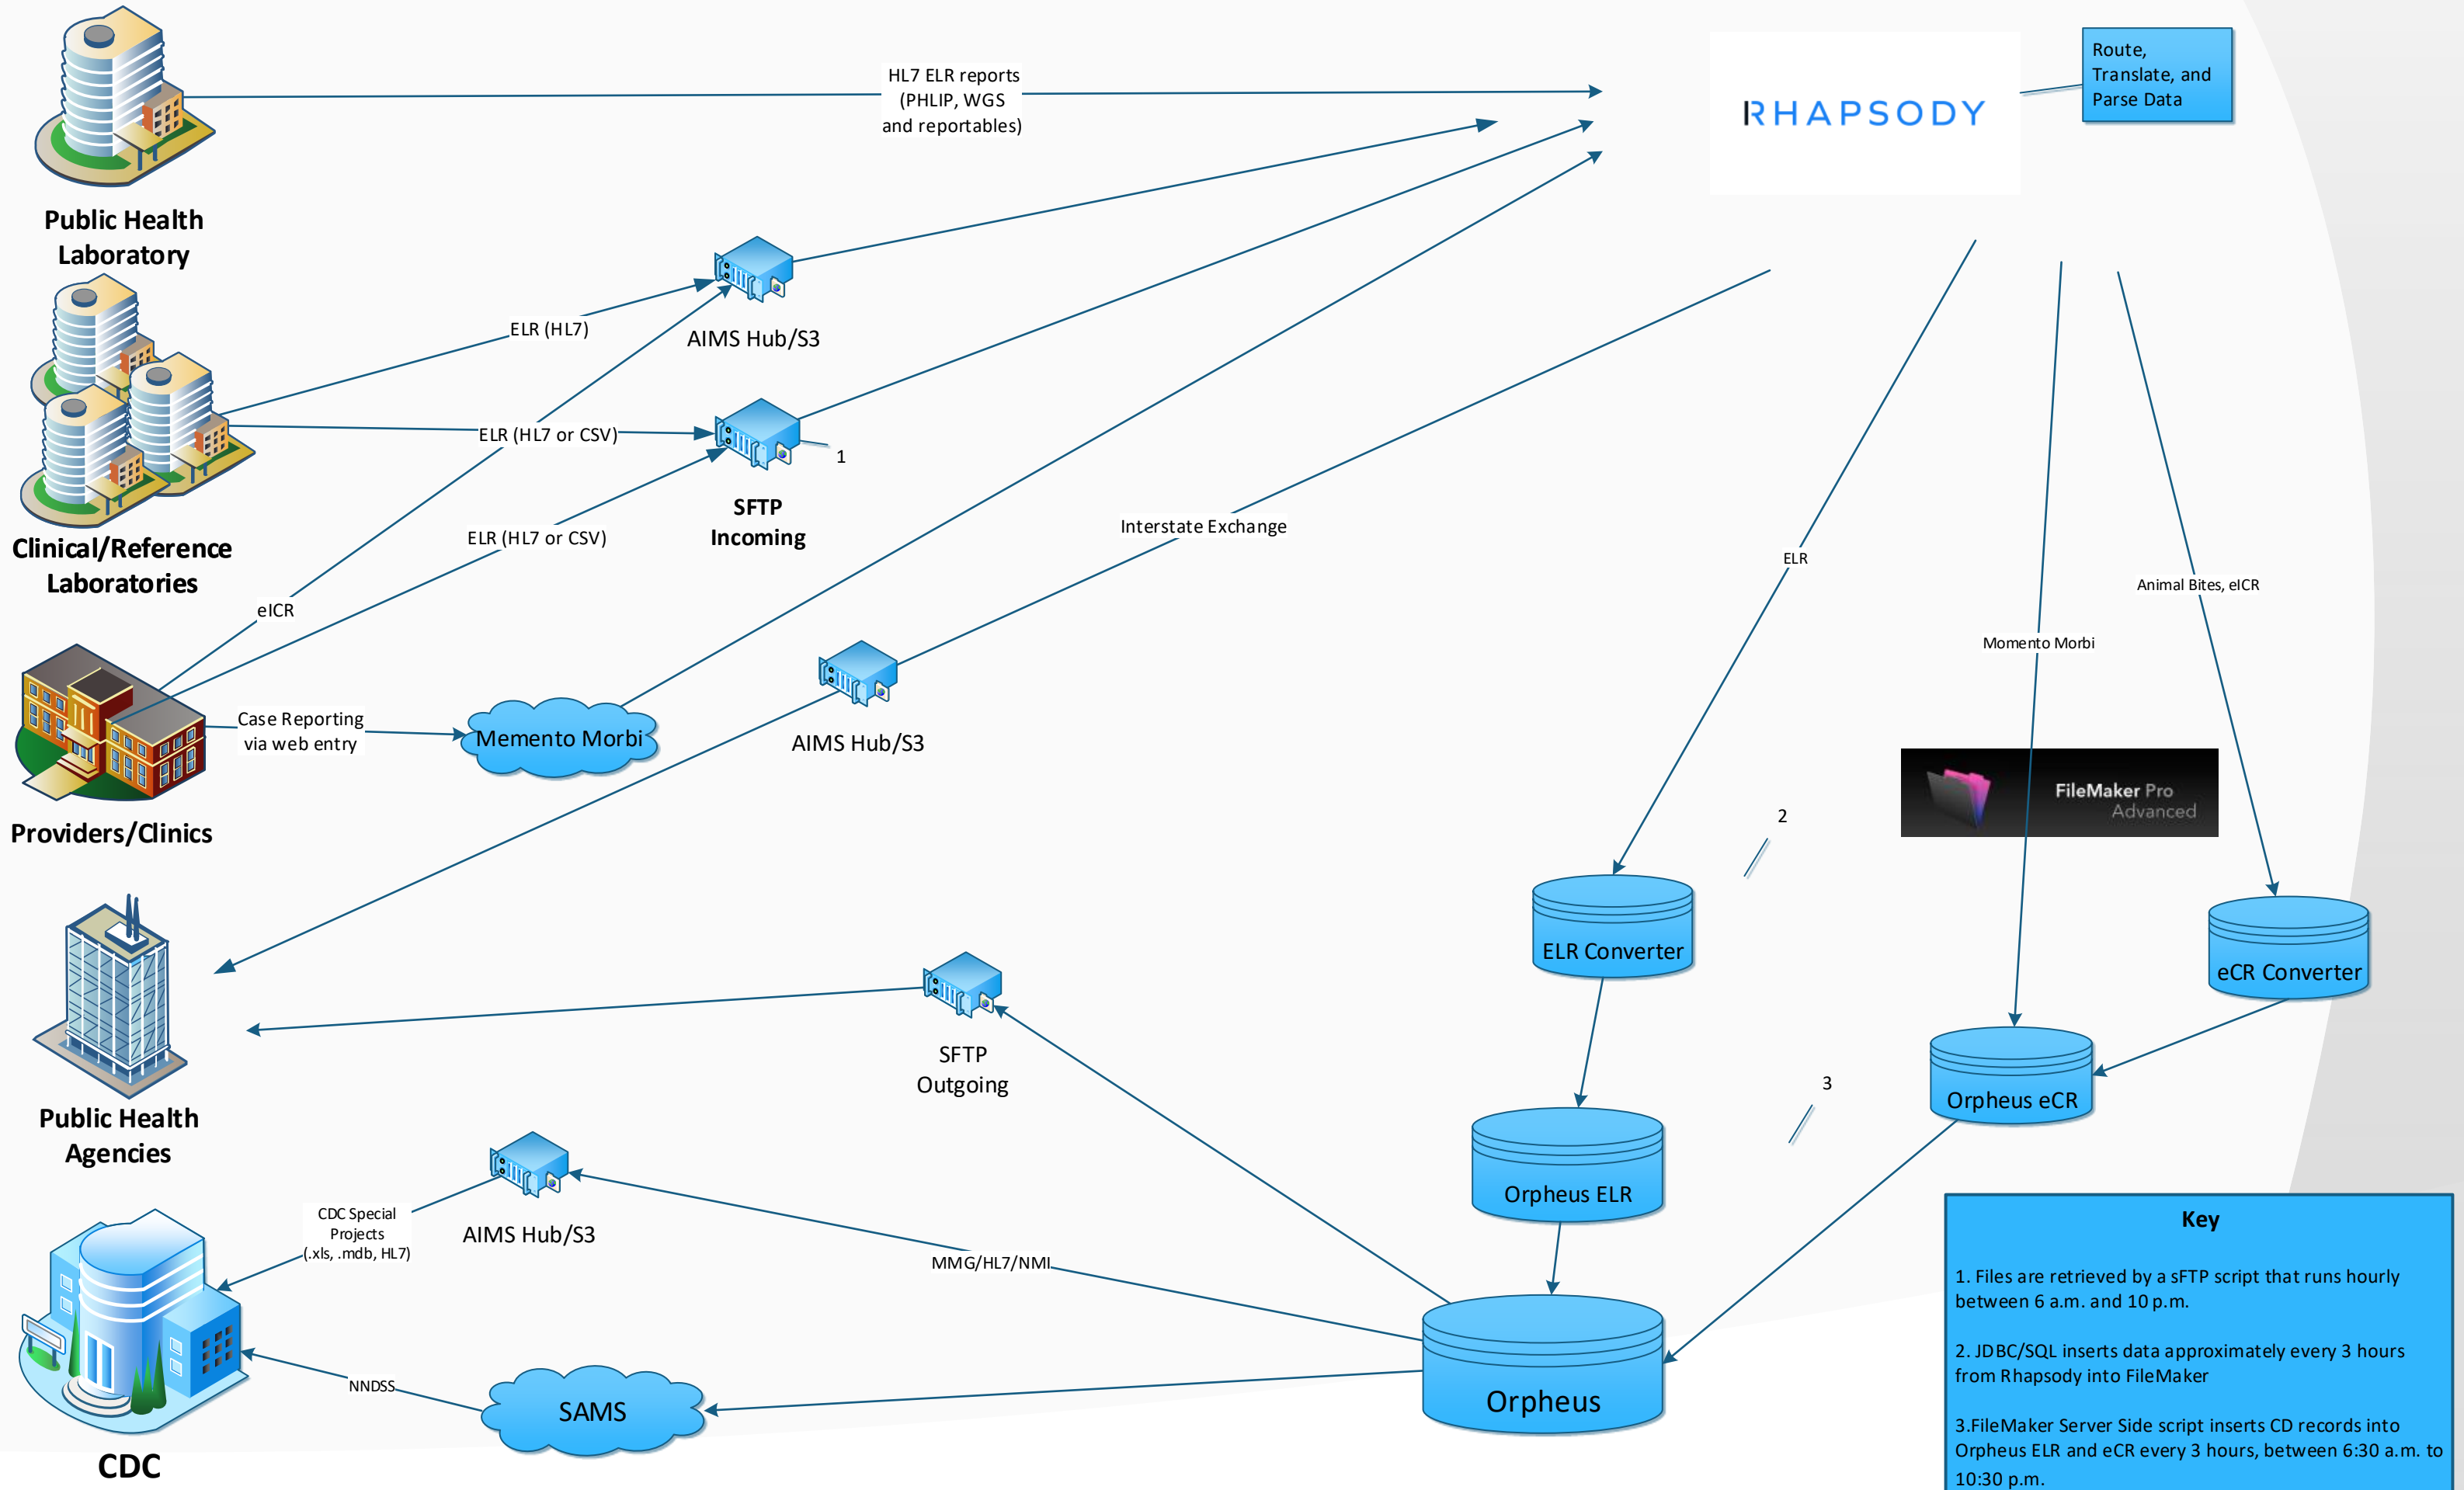 HL7 ELR reports
(PHLIP, WGS
and reportables)
RHAPSODY
Route,
Translate, and
Parse Data
Public Health
Laboratory
ELR (HL7)
AIMS Hub/S3
ELR (HL7 or CSV)
1
SFTP
Incoming
Clinical/Reference
Laboratories
ELR (HL7 or CSV)
Interstate Exchange
ELR
Animal Bites, eICR
eICR
Momento Morbi
Case Reporting
via web entry
Memento Morbi
AIMS Hub/S3
Providers/Clinics
2
FileMaker Pro
Advanced
ELR Converter
eCR Converter
SFTP
Outgoing
3
Orpheus eCR
Public Health
Agencies
Orpheus ELR
CDC Special
Projects
(.xls, .mdb, HL7)
AIMS Hub/S3
MMG/HL7/NMI
NNDSS
SAMS
Orpheus
CDC
Key
1. Files are retrieved by a sFTP script that runs hourly
between 6 a.m. and 10 p.m.
2. JDBC/SQL inserts data approximately every 3 hours
from Rhapsody into FileMaker
3.FileMaker Server Side script inserts CD records into
Orpheus ELR and eCR every 3 hours, between 6:30 a.m. to
10:30 p.m.